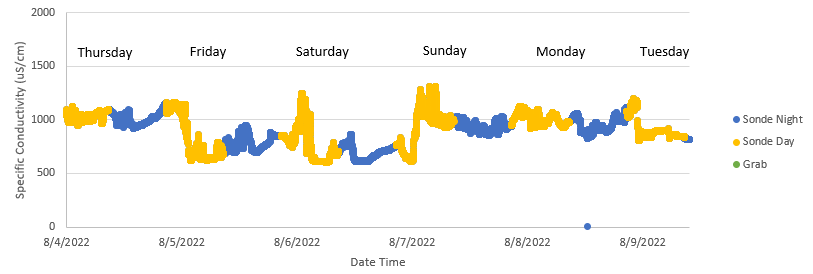 2000
Thursday Friday Saturday Sunday Monday Tuesday
1500
1000
500
0
Specific Conductivity (uS/cm)
8/4/2022 8/5/2022 8/6/2022 8/7/2022 8/8/2022 8/9/2022
Date Time
Sonde Night
Sonde Day
Grab